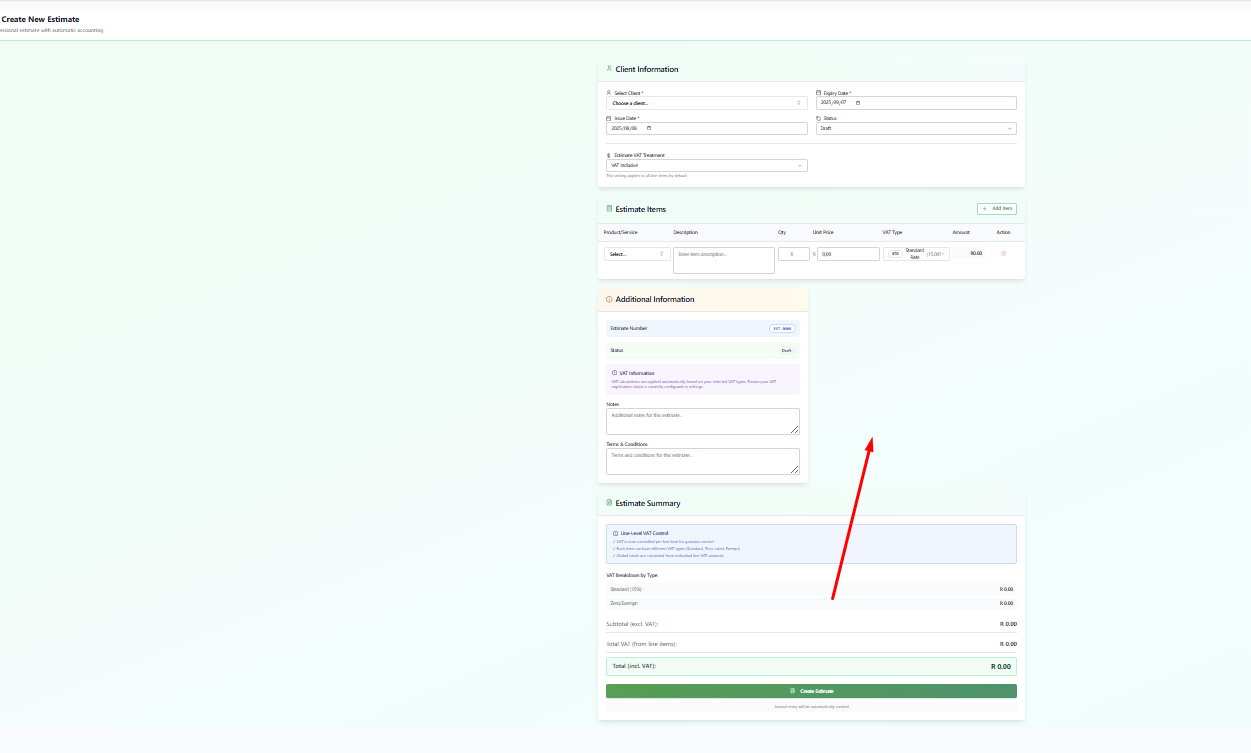 Create New Estimate
essional estimate with automatic accounting
Client Information
Select Client *
Choose a client...
Expiry Date *
2025/09/07
Issue Date *
2025/08/08
Status
Draft
Estimate VAT Treatment
VAT Inclusive
This setting applies to all line items by default
Estimate Items
+ Add Item
Product/Service Description Qty Unit Price VAT Type Amount Action
Select... Enter item description... 1 R 0.00 STD Standard Rate (15.00% R0.00
Additional Information
Estimate Number
Status Draft
VAT Information
VAT calculations are applied automatically based on your selected VAT types. Ensure your VAT
registration status is correctly configured in settings.
Notes
Additional notes for this estimate...
Terms & Conditions
Terms and conditions for this estimate...
Estimate Summary
Line-Level VAT Control
✓ VAT is now controlled per line item for granular control
✓ Each item can have different VAT types (Standard, Zero-rated, Exempt)
✓ Global totals are calculated from individual line VAT amounts
VAT Breakdown by Type:
Standard (15%) R 0.00
Zero/Exempt: R 0.00
Subtotal (excl. VAT): R 0.00
Total VAT (from line items): R 0.00
Total (incl. VAT): R 0.00
Create Estimate
Journal entry will be automatically created